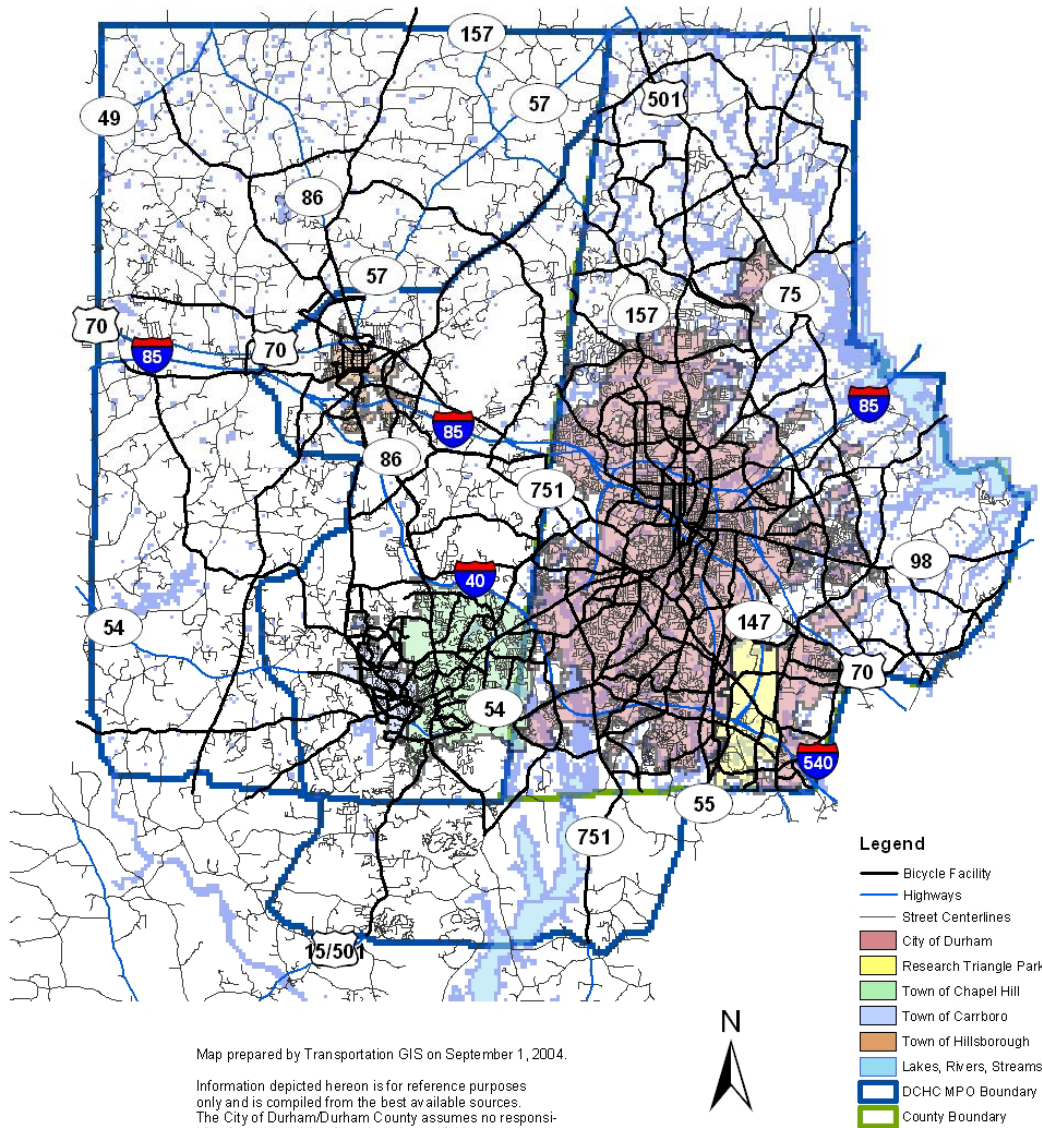 157
49
57
501
86
57
75
70
157
70
85
85
85
86
751
98
40
54
147
70
54
540
55
751
15/501
Legend
Bicycle Facility
Highways
Street Centerlines
City of Durham
Research Triangle Park
Town of Chapel Hill
Town of Carrboro
Town of Hillsborough
Lakes, Rivers, Streams
DCHC MPO Boundary
County Boundary
N
Map prepared by Transportation GIS on September 1, 2004.
Information depicted hereon is for reference purposes
only and is compiled from the best available sources.
The City of Durham/Durham County assumes no responsi-